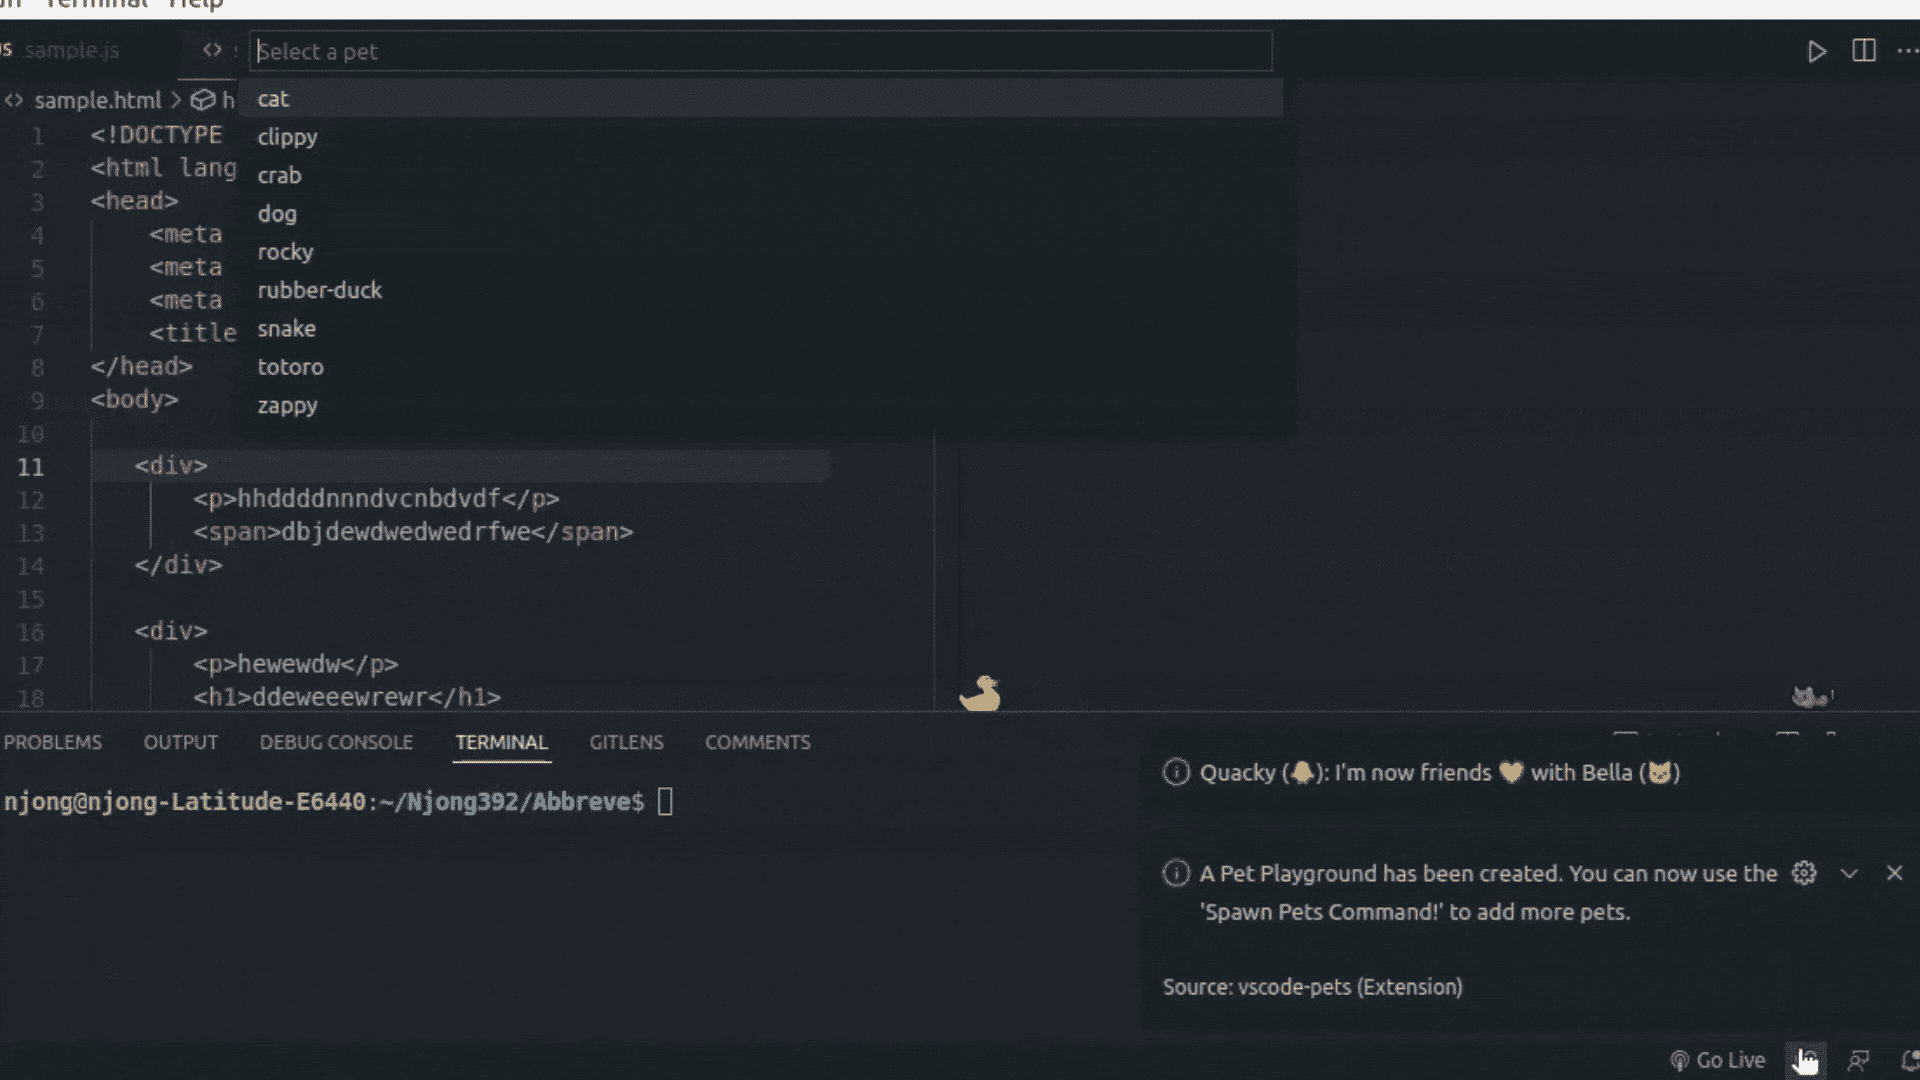 Terminal Help
sample.js
Select a pet
sample.html
cat
clippy
crab
dog
rocky
rubber-duck
snake
totoro
zappy
1 <!DOCTYPE
2 <html lang
3 <head>
4 <meta
5 <meta
6 <meta
7 <title
8 </head>
9 <body>
10
11 <div>
12 <p>hhddddnnndvcnbdvdf</p>
13 <span>dbjdewdwedwedrfwe</span>
14 </div>
15
16 <div>
17 <p>hewewdw</p>
18 <h1>ddeweeewrewr</h1>
PROBLEMS OUTPUT DEBUG CONSOLE TERMINAL GITLENS COMMENTS
njong@njong-Latitude-E6440:~/Njong392/Abbreve$
Quacky (🐥): I'm now friends 🧡 with Bella (🐱)
A Pet Playground has been created. You can now use the
'Spawn Pets Command!' to add more pets.
Source: vscode-pets (Extension)
Go Live